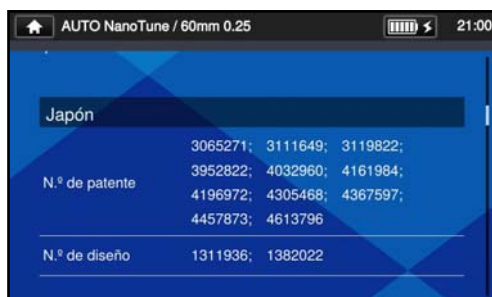 AUTO NanoTune / 60mm 0.25 21:00
Japón
3065271; 3111649; 3119822;
3952822; 4032960; 4161984;
N.º de patente
4196972; 4305468; 4367597;
4457873; 4613796
N.º de diseño 1311936; 1382022